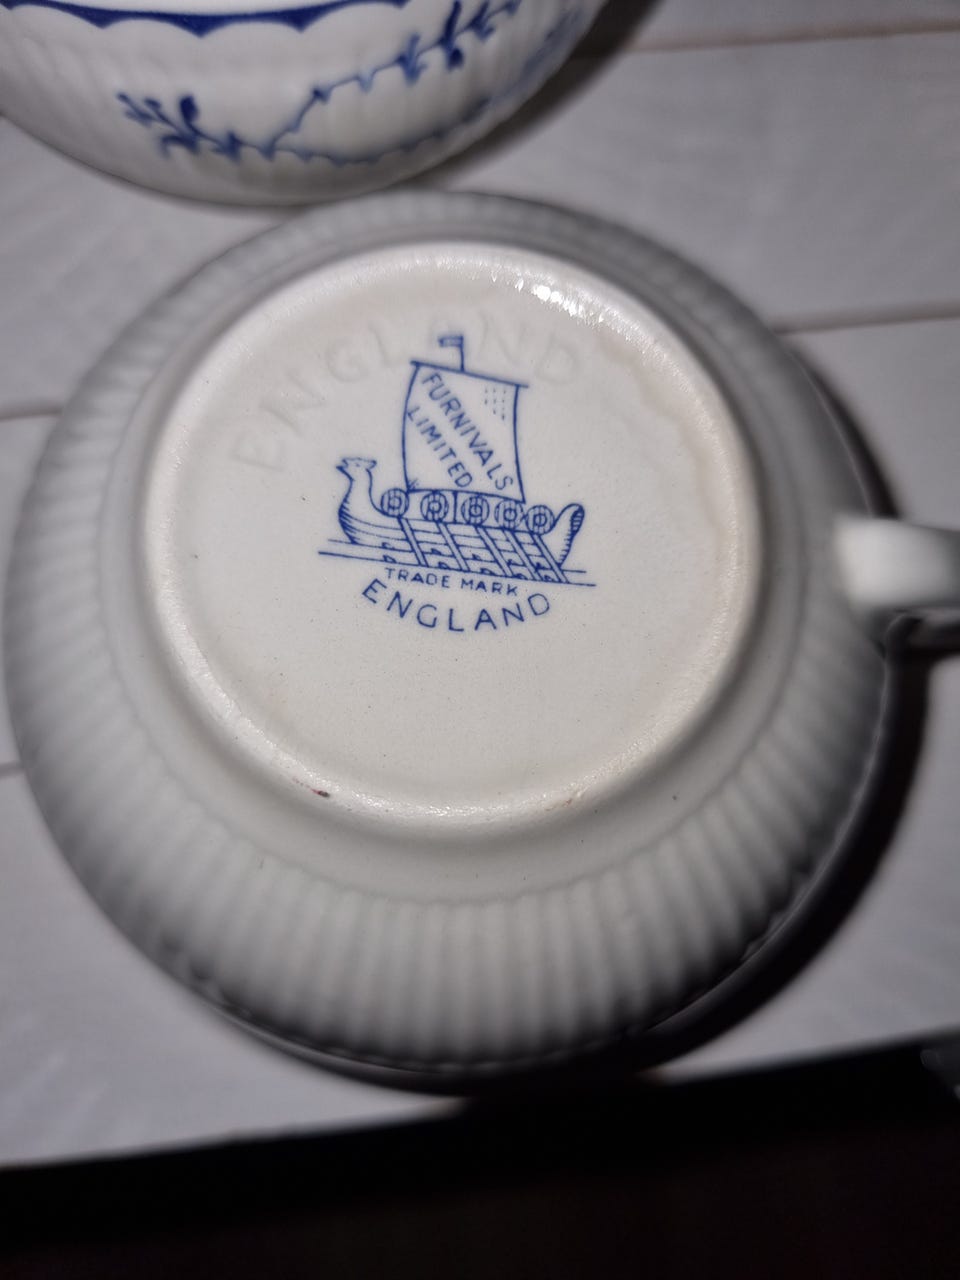 ENGLAND
FURNIVALS
LIMITED
TRADE MARK
ENGLAND